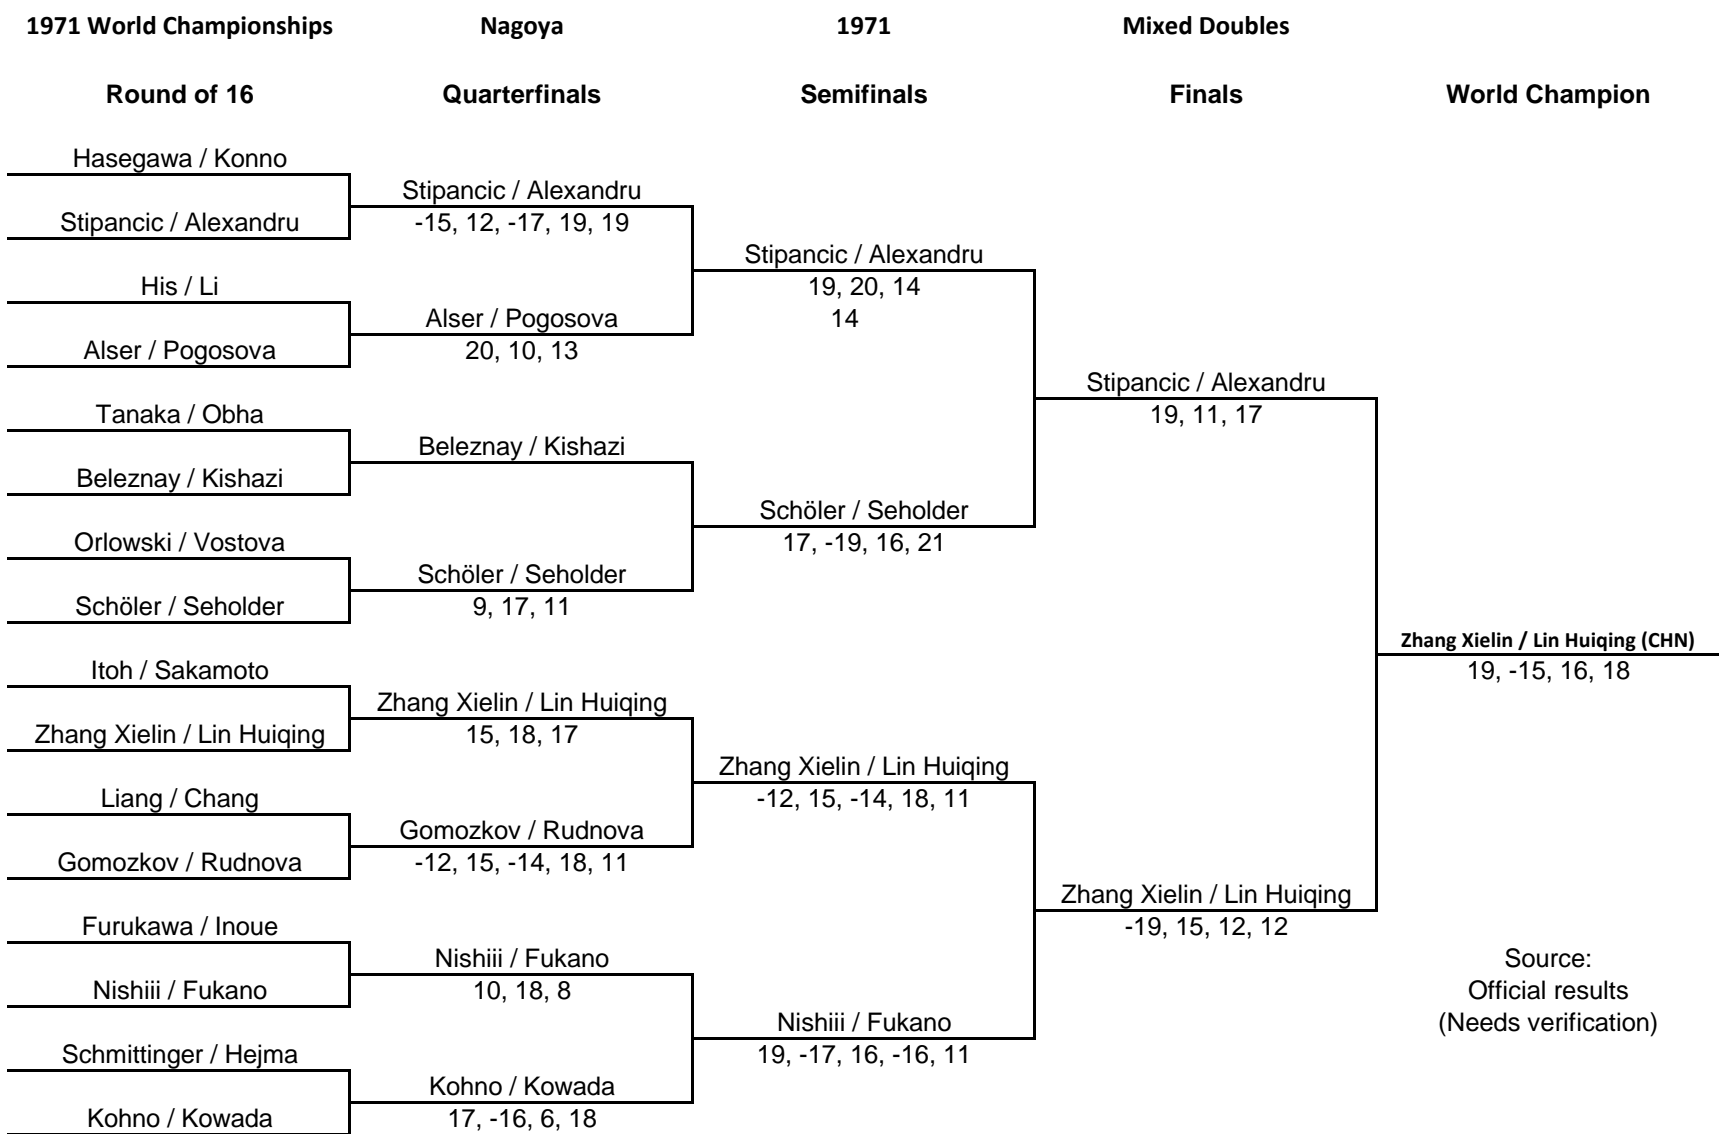 1971 World Championships Nagoya 1971 Mixed Doubles
Round of 16 Quarterfinals Semifinals Finals World Champion
Hasegawa / Konno
Stipancic / Alexandru
Stipancic / Alexandru -15, 12, -17, 19, 19
Stipancic / Alexandru
His / Li 19, 20, 14
Alser / Pogosova 14
Alser / Pogosova 20, 10, 13
Stipancic / Alexandru
Tanaka / Obha 19, 11, 17
Beleznay / Kishazi
Beleznay / Kishazi
Schöler / Seholder
Orlowski / Vostova 17, -19, 16, 21
Schöler / Seholder
Schöler / Seholder 9, 17, 11
Zhang Xielin / Lin Huiqing (CHN)
Itoh / Sakamoto 19, -15, 16, 18
Zhang Xielin / Lin Huiqing
Zhang Xielin / Lin Huiqing 15, 18, 17
Zhang Xielin / Lin Huiqing
Liang / Chang -12, 15, -14, 18, 11
Gomozkov / Rudnova
Gomozkov / Rudnova -12, 15, -14, 18, 11
Zhang Xielin / Lin Huiqing
Furukawa / Inoue -19, 15, 12, 12
Nishiii / Fukano Source:
Nishiii / Fukano 10, 18, 8 Official results
Nishiii / Fukano (Needs verification)
Schmittinger / Hejma 19, -17, 16, -16, 11
Kohno / Kowada
Kohno / Kowada 17, -16, 6, 18